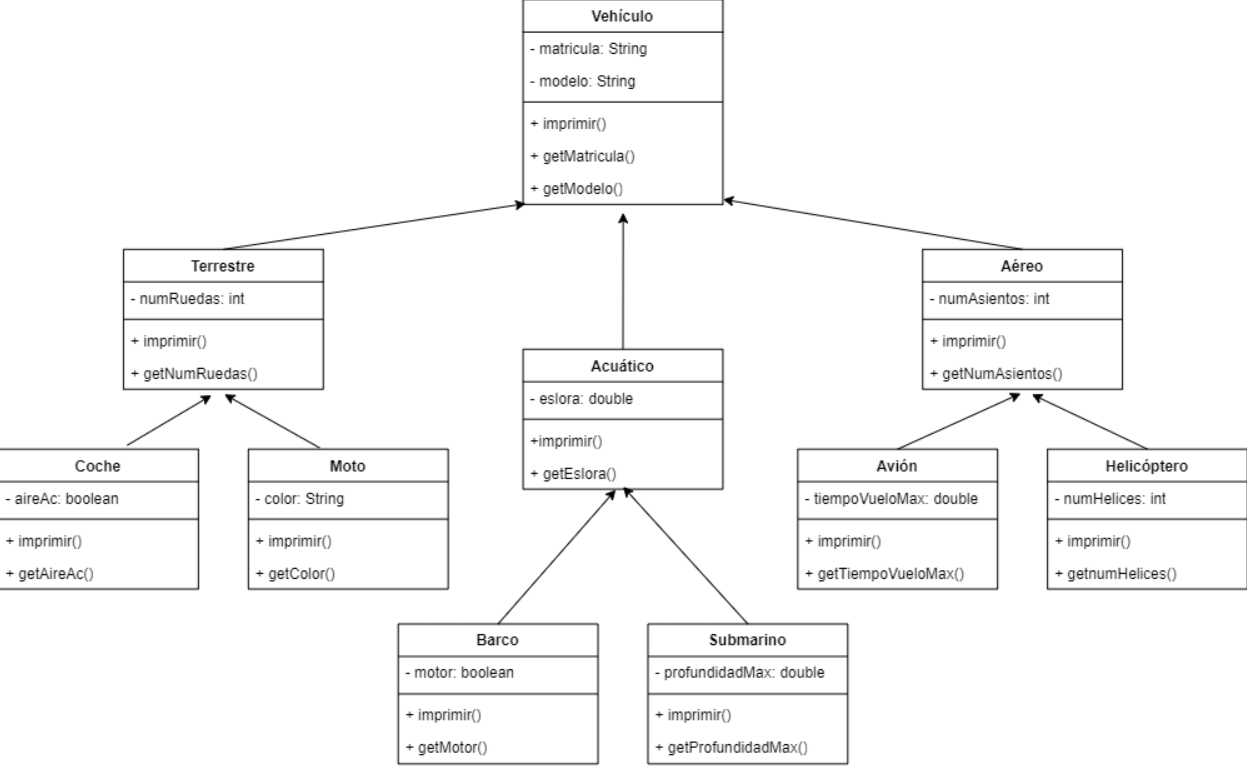 Vehículo
- matricula: String
- modelo: String
+ imprimir()
+ getMatricula()
+ getModelo()
Terrestre
- numRuedas: int
+ imprimir()
+ getNumRuedas()
Acuático
- eslora: double
+imprimir()
+ getEslora()
Aéreo
- numAsientos: int
+ imprimir()
+ getNumAsientos()
Coche
- aireAc: boolean
+ imprimir()
+ getAireAc()
Moto
- color: String
+ imprimir()
+ getColor()
Avión
- tiempoVueloMax: double
+ imprimir()
+ getTiempoVueloMax()
Helicóptero
- numHelices: int
+ imprimir()
+ getnumHelices()
Barco
- motor: boolean
+ imprimir()
+ getMotor()
Submarino
- profundidadMax: double
+ imprimir()
+ getProfundidadMax()